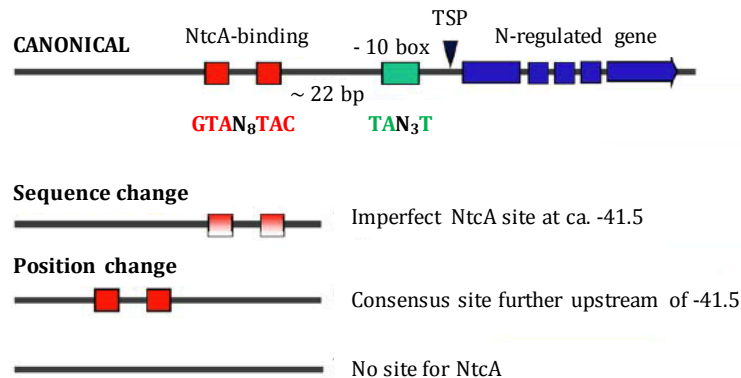 TSP
CANONICAL NtcA-binding - 10 box N-regulated gene
~ 22 bp
GTAN₈TAC TAN₃T
Sequence change
Imperfect NtcA site at ca. -41.5
Position change
Consensus site further upstream of -41.5
No site for NtcA